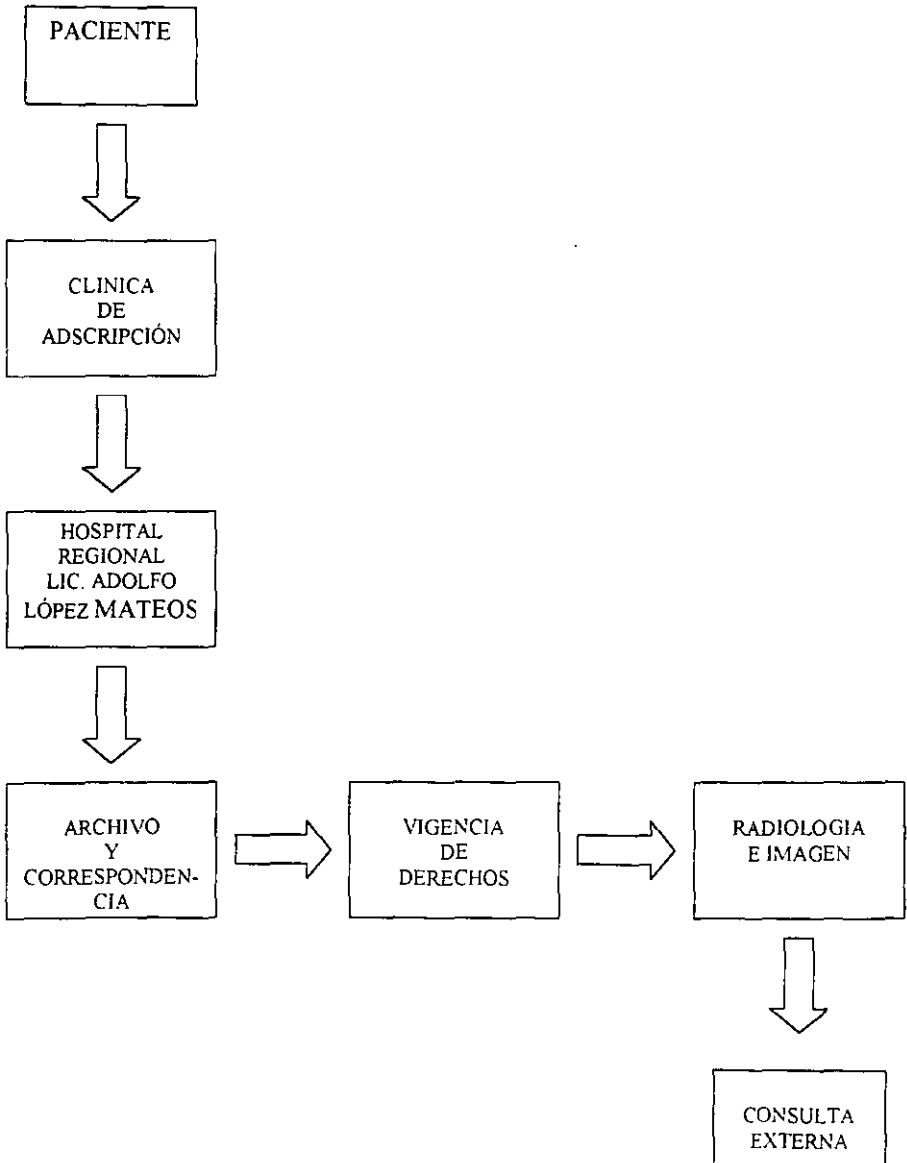 PACIENTE
CLINICA
DE
ADSCRIPCIÓN
HOSPITAL
REGIONAL
LIC. ADOLFO
LÓPEZ MATEOS
ARCHIVO
Y
CORRESPONDEN-
CIA
VIGENCIA
DE
DERECHOS
RADIOLOGIA
E IMAGEN
CONSULTA
EXTERNA